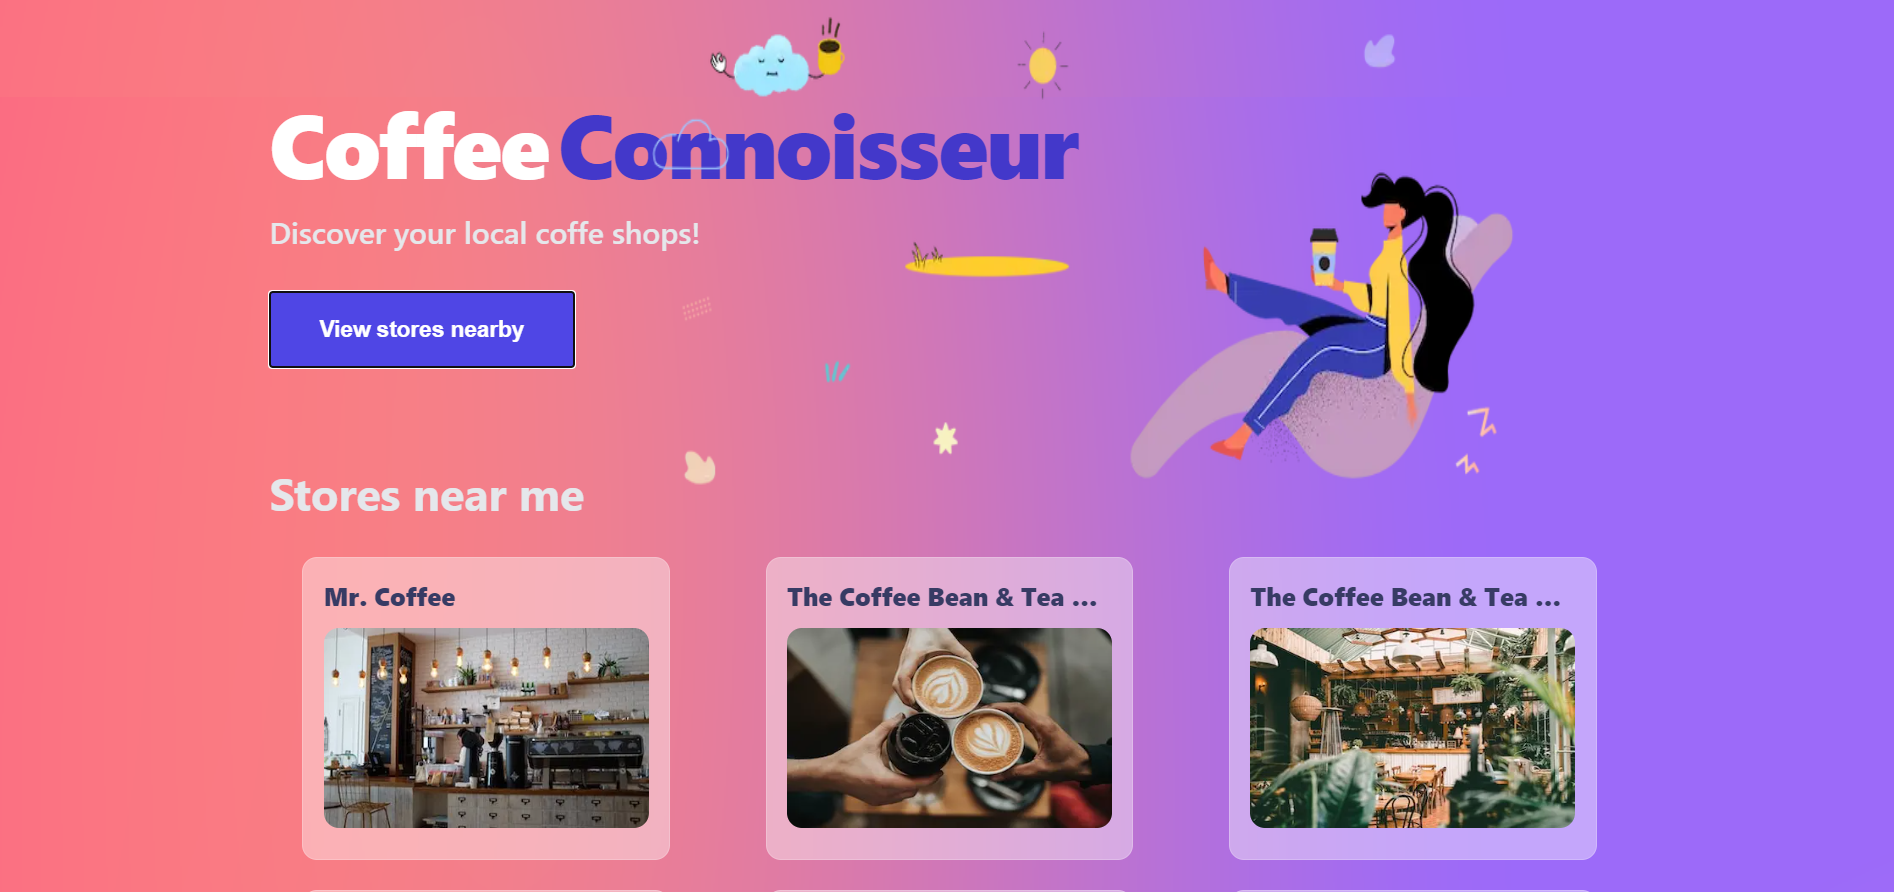 Coffee Connoisseur
Discover your local coffe shops!
View stores nearby
Stores near me
Mr. Coffee
The Coffee Bean & Tea ...
The Coffee Bean & Tea ...